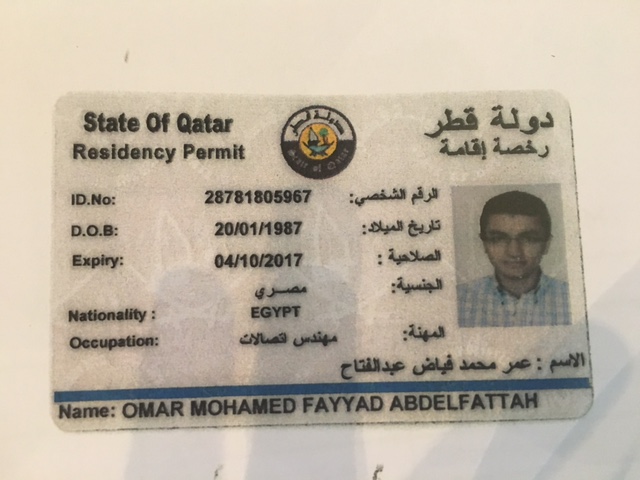 State Of Qatar دولة قطر
Residency Permit رخصة إقامة
ID.No: 28781805967 الرقم الشخصي:
D.O.B: 20/01/1987 تاريخ الميلاد:
Expiry: 04/10/2017 الصلاحية :
Nationality : مصري الجنسية:
EGYPT
Occupation: مهندس اتصالات المهنة:
الاسم : عمر محمد فياض عبدالفتاح
Name: OMAR MOHAMED FAYYAD ABDELFATTAH